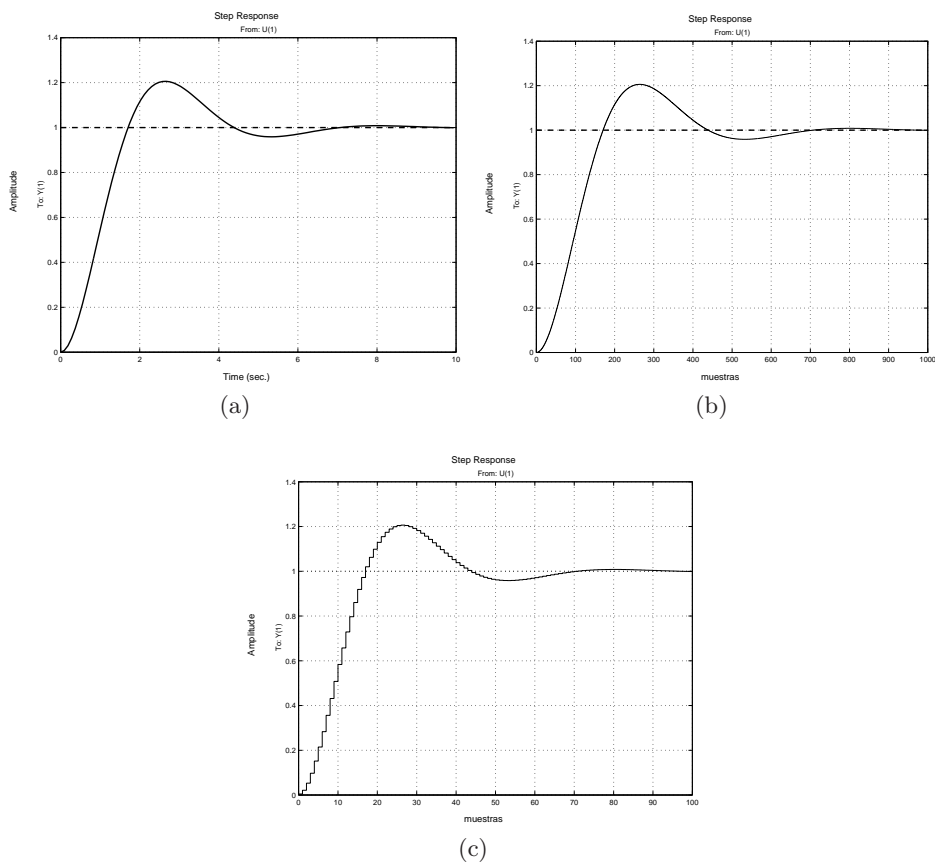 Step Response
From: U(1)
Amplitude
To: Y(1)
1.4
1.2
1
0.8
0.6
0.4
0.2
0
0 2 4 6 8 10
Time (sec.)
(a)
Step Response
From: U(1)
Amplitude
To: Y(1)
1.4
1.2
1
0.8
0.6
0.4
0.2
0
0 100 200 300 400 500 600 700 800 900 1000
muestras
(b)
Step Response
From: U(1)
Amplitude
To: Y(1)
1.4
1.2
1
0.8
0.6
0.4
0.2
0
0 10 20 30 40 50 60 70 80 90 100
muestras
(c)